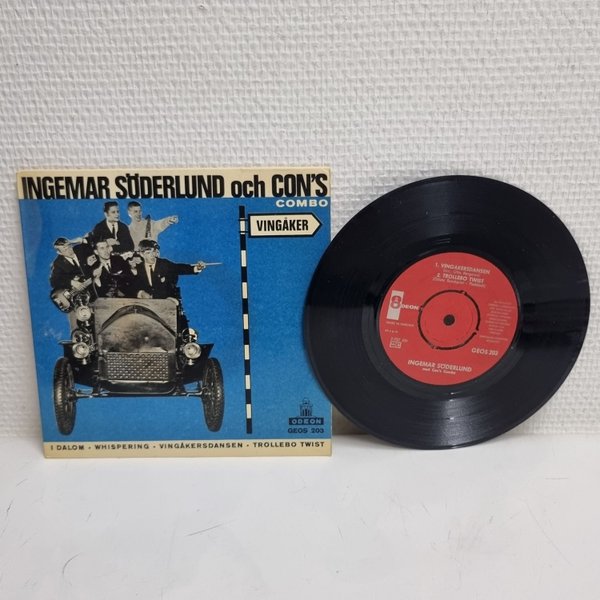 INGEMAR SÖDERLUND och CON'S
COMBO
VINGÅKER
ODEON
GEOS 203
I DALOM - WHISPERING - VINGÅKERSDANSEN - TROLLEBO TWIST
1. VINGÅKERSDANSEN
2. TROLLEBO TWIST
ODEON
GEOS 203
INGEMAR SÖDERLUND
med Con's Combo